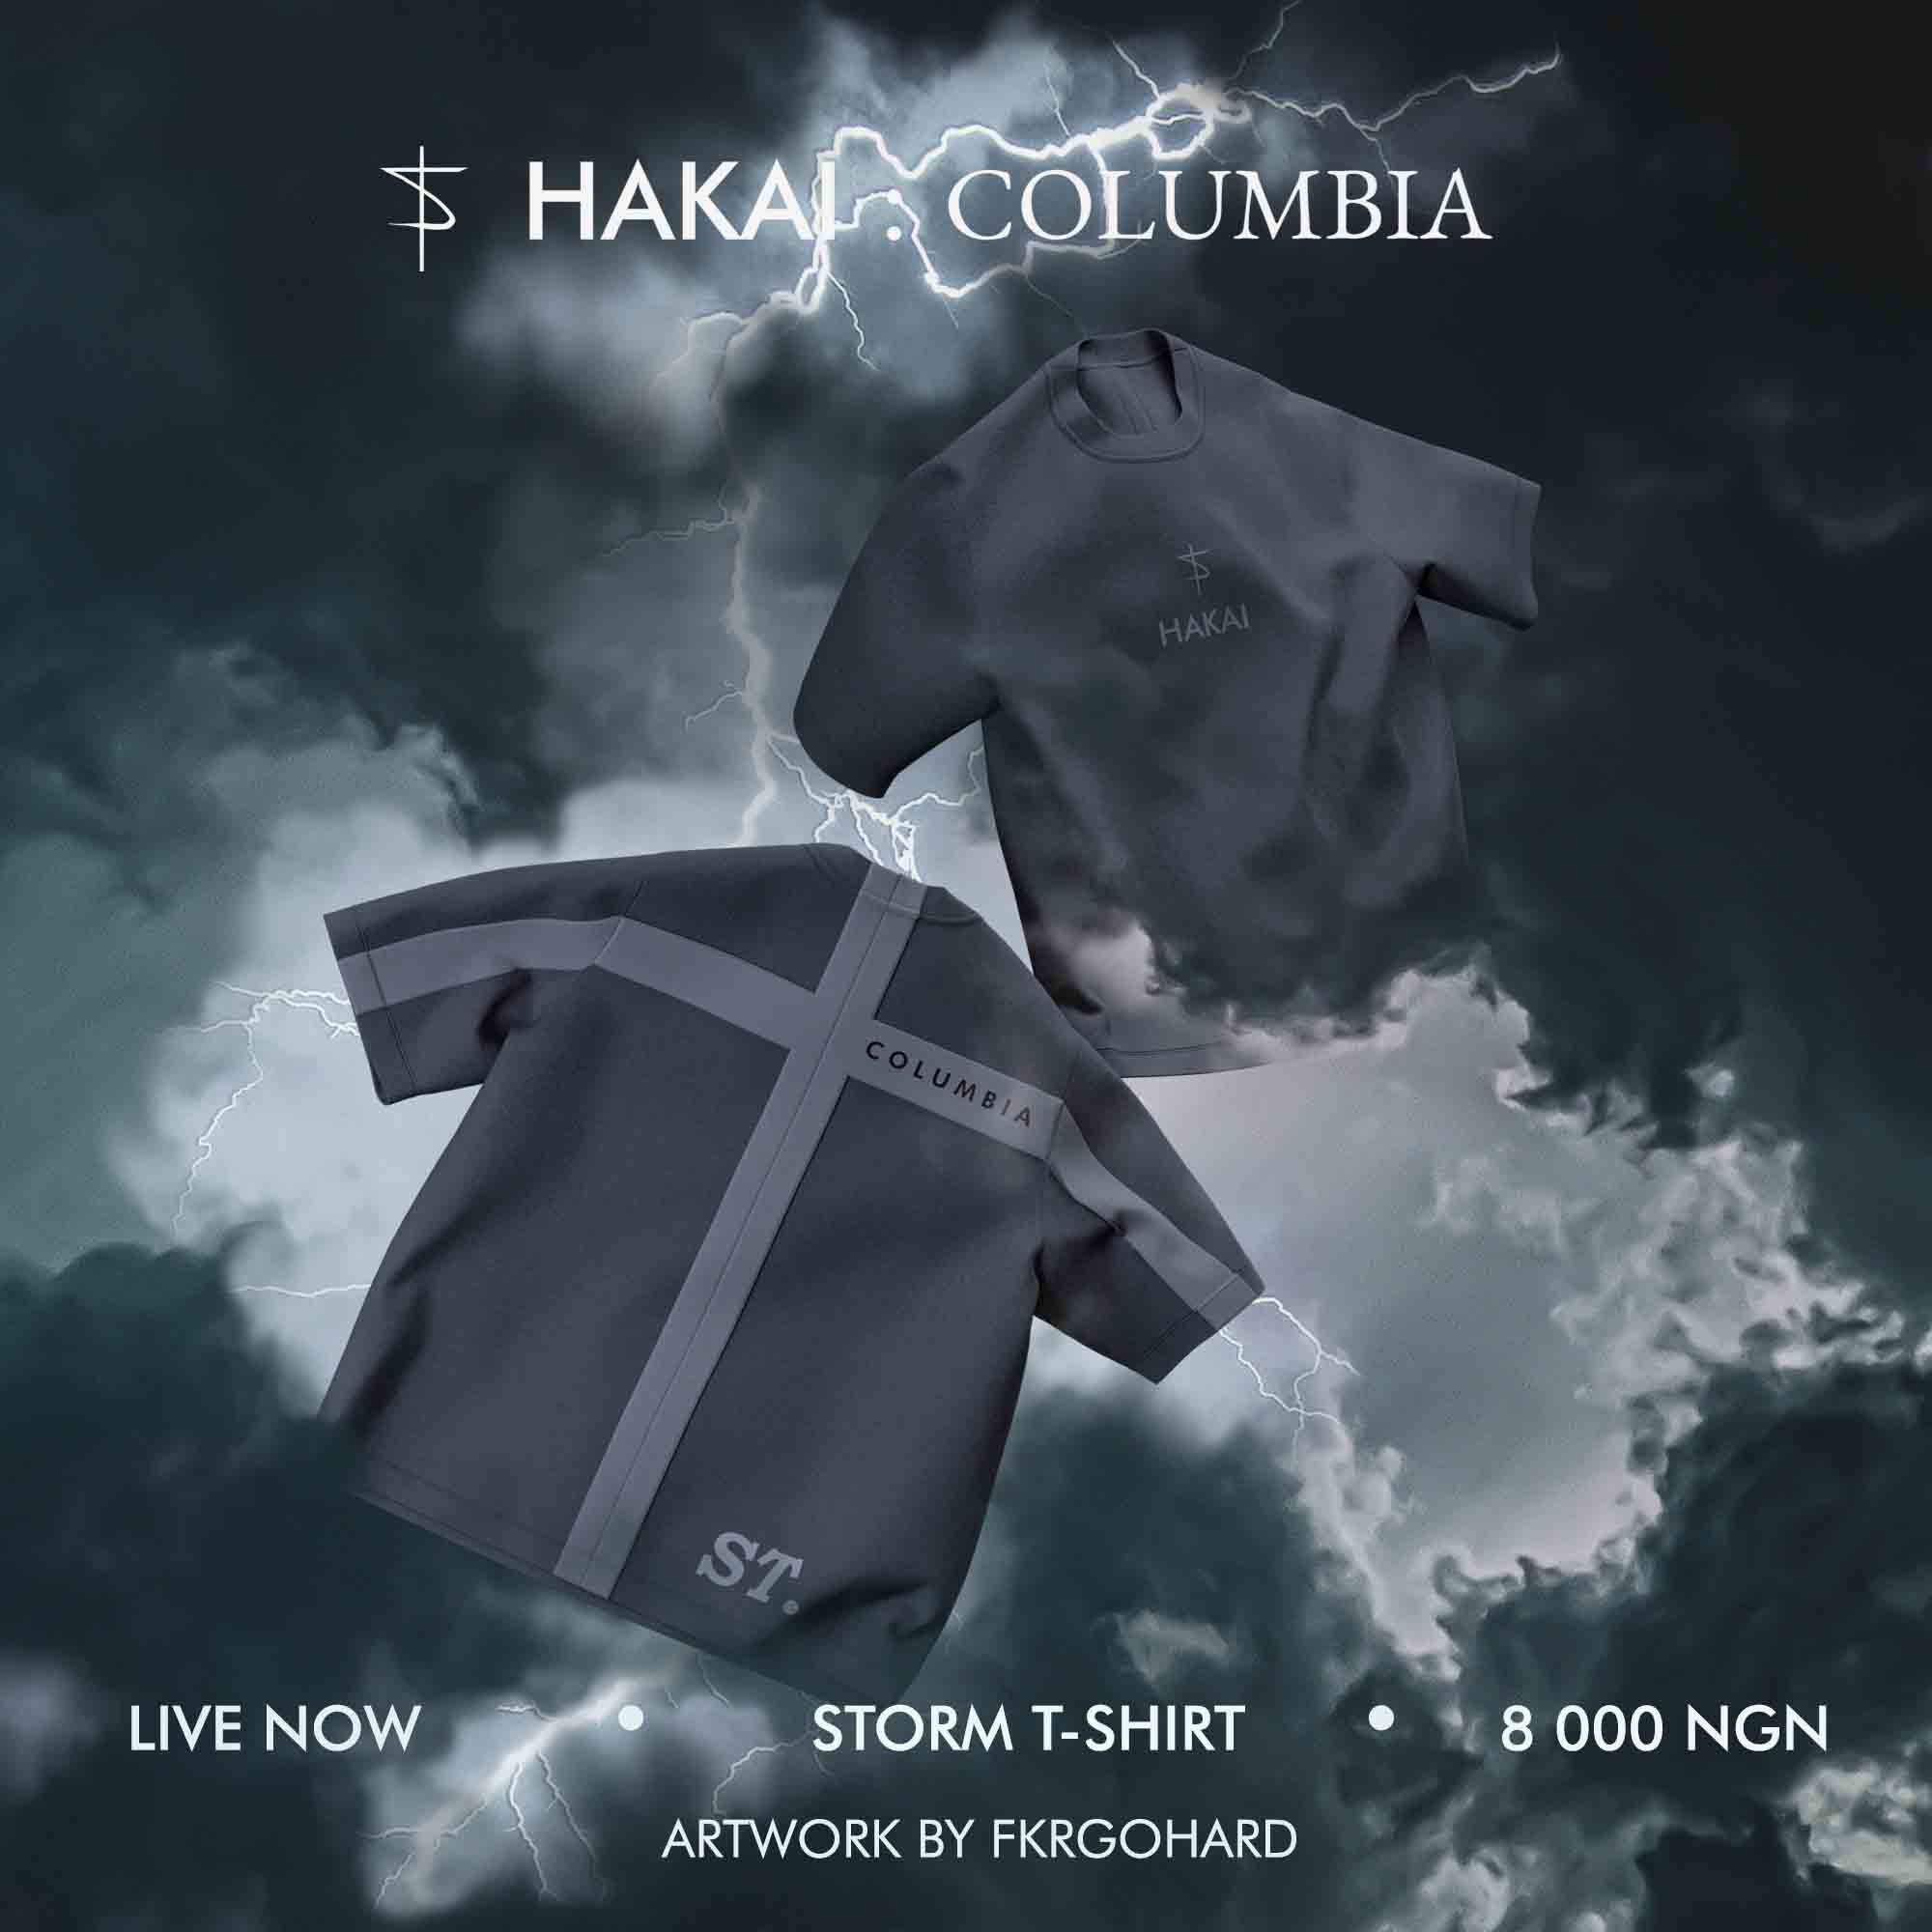 HAKAI : COLUMBIA
HAKAI
COLUMBIA
ST.
LIVE NOW • STORM T-SHIRT • 8 000 NGN
ARTWORK BY FKRGOHARD